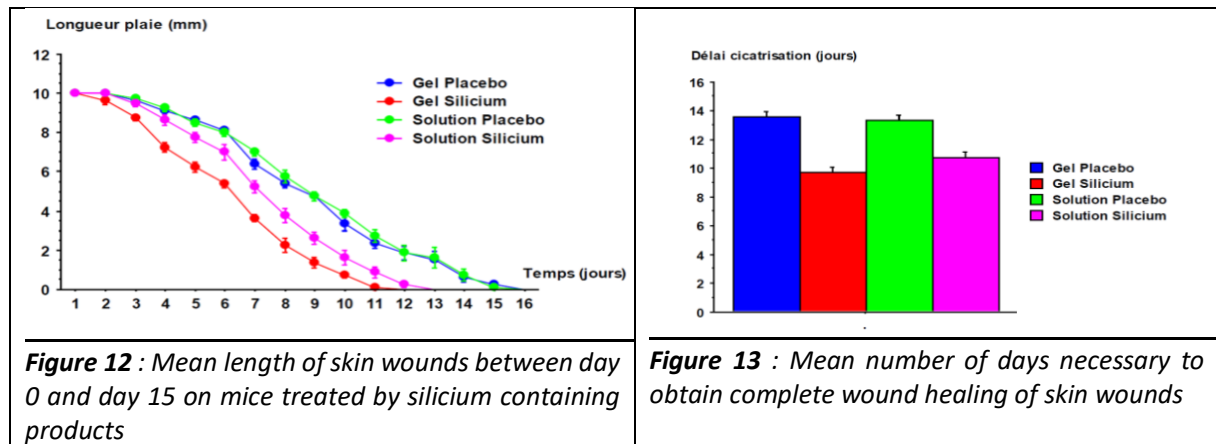 Longueur plaie (mm)
12
10
8
6
4
2
0
Gel Placebo
Gel Silicium
Solution Placebo
Solution Silicium
Temps (jours)
1 2 3 4 5 6 7 8 9 10 11 12 13 14 15 16
Figure 12 : Mean length of skin wounds between day
0 and day 15 on mice treated by silicium containing
products
Délai cicatrisation (jours)
16
14
12
10
8
6
4
2
0
Gel Placebo
Gel Silicium
Solution Placebo
Solution Silicium
Figure 13 : Mean number of days necessary to
obtain complete wound healing of skin wounds